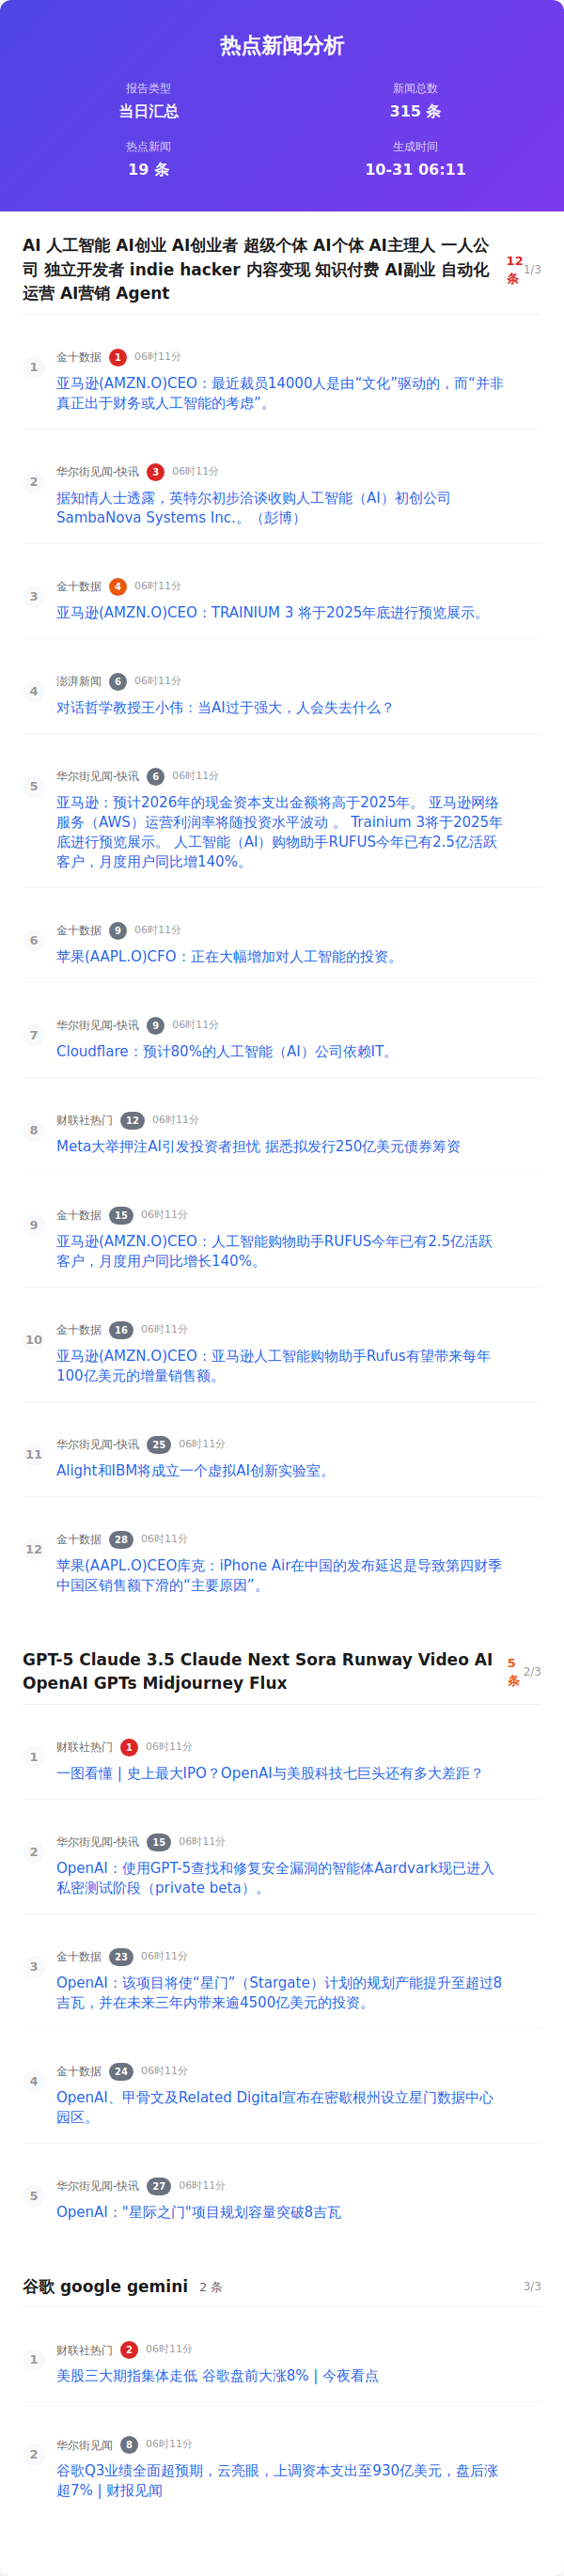 热点新闻分析
报告类型
当日汇总
新闻总数
315 条
热点新闻
19 条
生成时间
10-31 06:11
AI 人工智能 AI创业 AI创业者 超级个体 AI个体 AI主理人 一人公
司 独立开发者 indie hacker 内容变现 知识付费 AI副业 自动化
运营 AI营销 Agent
12
条
1/3
1
金十数据 1 06时11分
亚马逊(AMZN.O)CEO：最近裁员14000人是由“文化”驱动的，而“并非
真正出于财务或人工智能的考虑”。
2
华尔街见闻-快讯 3 06时11分
据知情人士透露，英特尔初步洽谈收购人工智能（AI）初创公司
SambaNova Systems Inc.。（彭博）
3
金十数据 4 06时11分
亚马逊(AMZN.O)CEO：TRAINIUM 3 将于2025年底进行预览展示。
4
澎湃新闻 6 06时11分
对话哲学教授王小伟：当AI过于强大，人会失去什么？
5
华尔街见闻-快讯 6 06时11分
亚马逊：预计2026年的现金资本支出金额将高于2025年。 亚马逊网络
服务（AWS）运营利润率将随投资水平波动 。 Trainium 3将于2025年
底进行预览展示。 人工智能（AI）购物助手RUFUS今年已有2.5亿活跃
客户，月度用户同比增140%。
6
金十数据 9 06时11分
苹果(AAPL.O)CFO：正在大幅增加对人工智能的投资。
7
华尔街见闻-快讯 9 06时11分
Cloudflare：预计80%的人工智能（AI）公司依赖IT。
8
财联社热门 12 06时11分
Meta大举押注AI引发投资者担忧 据悉拟发行250亿美元债券筹资
9
金十数据 15 06时11分
亚马逊(AMZN.O)CEO：人工智能购物助手RUFUS今年已有2.5亿活跃
客户，月度用户同比增长140%。
10
金十数据 16 06时11分
亚马逊(AMZN.O)CEO：亚马逊人工智能购物助手Rufus有望带来每年
100亿美元的增量销售额。
11
华尔街见闻-快讯 25 06时11分
Alight和IBM将成立一个虚拟AI创新实验室。
12
金十数据 28 06时11分
苹果(AAPL.O)CEO库克：iPhone Air在中国的发布延迟是导致第四财季
中国区销售额下滑的“主要原因”。
GPT-5 Claude 3.5 Claude Next Sora Runway Video AI
OpenAI GPTs Midjourney Flux
5
条
2/3
1
财联社热门 1 06时11分
一图看懂 | 史上最大IPO？OpenAI与美股科技七巨头还有多大差距？
2
华尔街见闻-快讯 15 06时11分
OpenAI：使用GPT-5查找和修复安全漏洞的智能体Aardvark现已进入
私密测试阶段（private beta）。
3
金十数据 23 06时11分
OpenAI：该项目将使“星门”（Stargate）计划的规划产能提升至超过8
吉瓦，并在未来三年内带来逾4500亿美元的投资。
4
金十数据 24 06时11分
OpenAI、甲骨文及Related Digital宣布在密歇根州设立星门数据中心
园区。
5
华尔街见闻-快讯 27 06时11分
OpenAI："星际之门"项目规划容量突破8吉瓦
谷歌 google gemini 2 条
3/3
1
财联社热门 2 06时11分
美股三大期指集体走低 谷歌盘前大涨8% | 今夜看点
2
华尔街见闻 8 06时11分
谷歌Q3业绩全面超预期，云亮眼，上调资本支出至930亿美元，盘后涨
超7% | 财报见闻